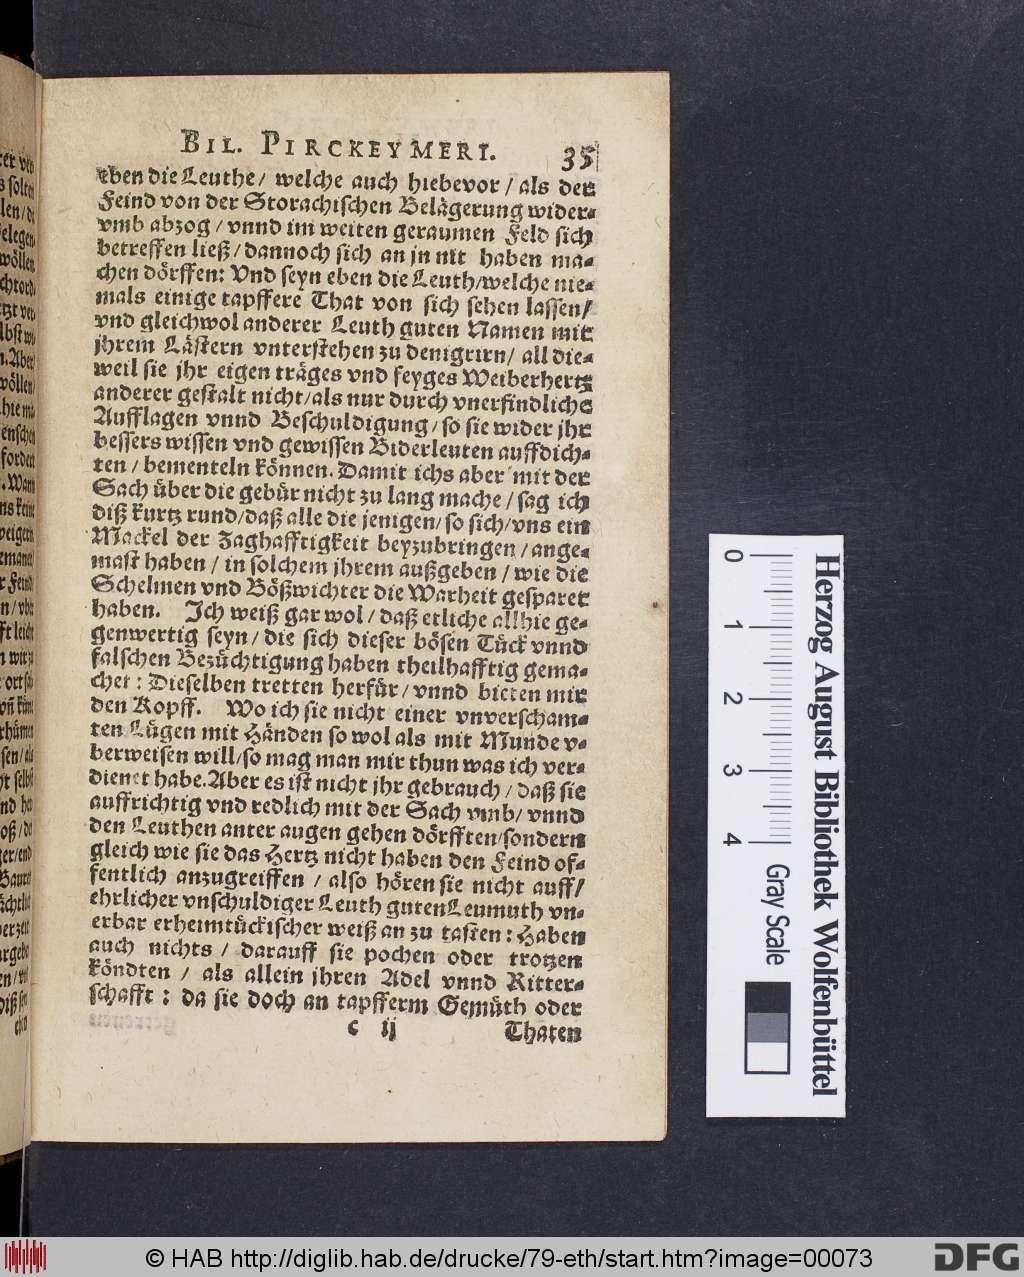 BIL. PIRCKEYMERI. 35
eben die Leuthe/ welche auch hiebevor / als der
Feind von der Storachischen Belägerung wider-
vmb abzog / vnnd im weiten geraumen Feld sich
betreffen ließ / dannoch sich an jn nit haben ma-
chen dörffen: Vnd seyn eben die Leuth/welche nie-
mals einige tapffere That von sich sehen lassen/
vnd gleichwol anderer Leuth guten Namen mit
jhrem Lästern vnterstehen zu denigrirn/ all die-
weil sie jhr eigen träges vnd feyges Weiberhertz
anderer gestalt nicht/als nur durch vnerfindliche
Aufflagen vnnd Beschuldigung/ so sie wider jhr
bessers wissen vnd gewissen Biderleuten auffdich-
ten / bementeln können. Damit ichs aber mit der
Sach über die gebür nicht zu lang mache / sag ich
diß kurtz rund/daß alle die jenigen/ so sich/vns ein
Mackel der Zaghafftigkeit beyzubringen / ange-
mast haben / in solchem jhrem außgeben / wie die
Schelmen vnd Bößwichter die Warheit gesparet
haben. Ich weiß gar wol / daß etliche allhie ge-
genwertig seyn / die sich dieser bösen Tück vnnd
falschen Bezüchtigung haben theilhafftig gema-
chet : Dieselben tretten herfür / vnnd bieten mir
den Kopff. Wo ich sie nicht einer vnverscham-
ten Lügen mit Händen so wol als mit Munde v-
berweisen will/so mag man mir thun was ich ver-
dienet habe. Aber es ist nicht jhr gebrauch / daß sie
auffrichtig vnd redlich mit der Sach vmb/ vnnd
den Leuthen anter augen gehen dörfften/sondern
gleich wie sie das Hertz nicht haben den Feind of-
fentlich anzugreiffen / also hören sie nicht auff/
ehrlicher vnschuldiger Leuth guten Leumuth vn-
erbar erheimtückischer weiß an zu tasten : Haben
auch nichts / darauff sie pochen oder trotzen
köndten / als allein jhren Adel vnnd Ritter-
schafft : da sie doch an tapfferm Gemüth oder
c ij Thaten
0 1 2 3 4
Gray Scale
Herzog August Bibliothek Wolfenbüttel
© HAB http://diglib.hab.de/drucke/79-eth/start.htm?image=00073
DFG